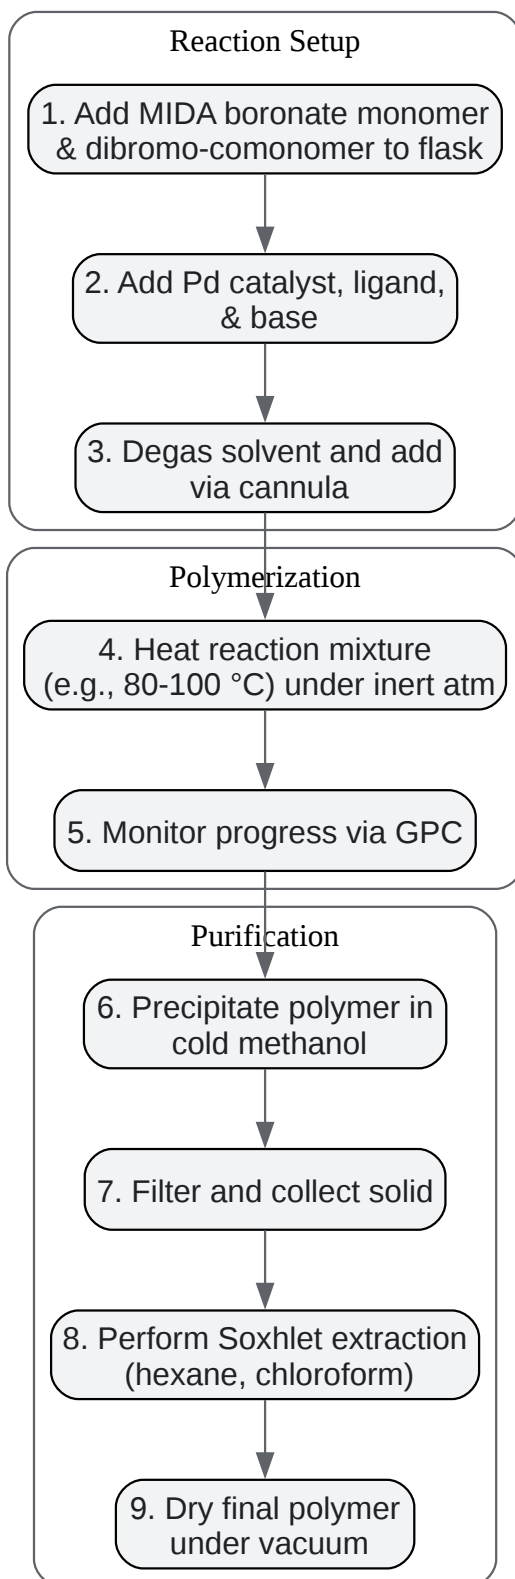 Reaction Setup
1. Add MIDA boronate monomer
& dibromo-comonomer to flask
2. Add Pd catalyst, ligand,
& base
3. Degas solvent and add
via cannula
Polymerization
4. Heat reaction mixture
(e.g., 80-100 °C) under inert atm
5. Monitor progress via GPC
Purification
6. Precipitate polymer in
cold methanol
7. Filter and collect solid
8. Perform Soxhlet extraction
(hexane, chloroform)
9. Dry final polymer
under vacuum